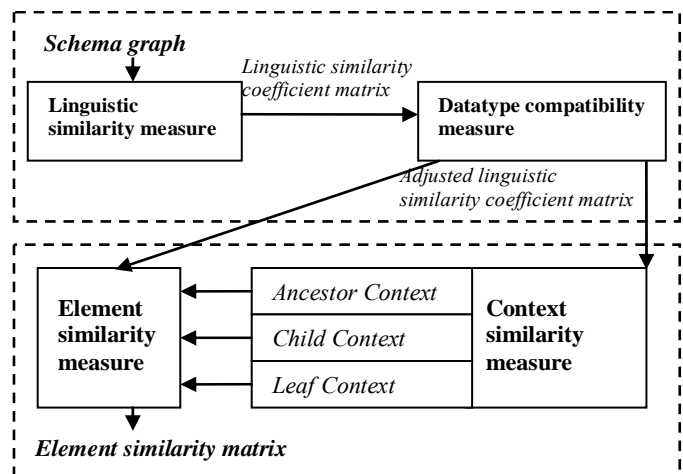 Schema graph
Linguistic similarity
coefficient matrix
Linguistic
similarity measure
Datatype compatibility
measure
Adjusted linguistic
similarity coefficient matrix
Element
similarity
measure
Ancestor Context
Child Context
Leaf Context
Context
similarity
measure
Element similarity matrix